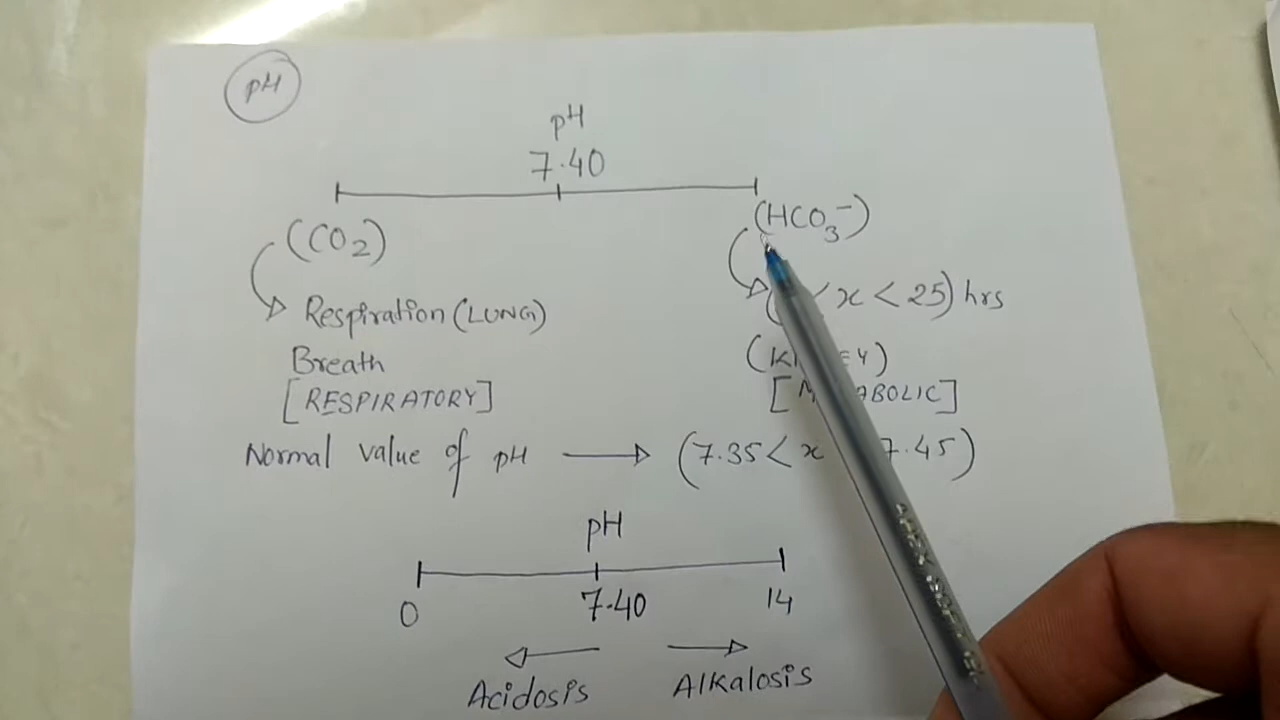 pH
pH
7.40
(CO2)
(HCO3-)
Respiration (LUNG)
x < 25) hrs
Breath
[RESPIRATORY]
Normal value of pH → (7.35 < x 7.45)
pH
0 7.40 14
← →
Acidosis Alkalosis